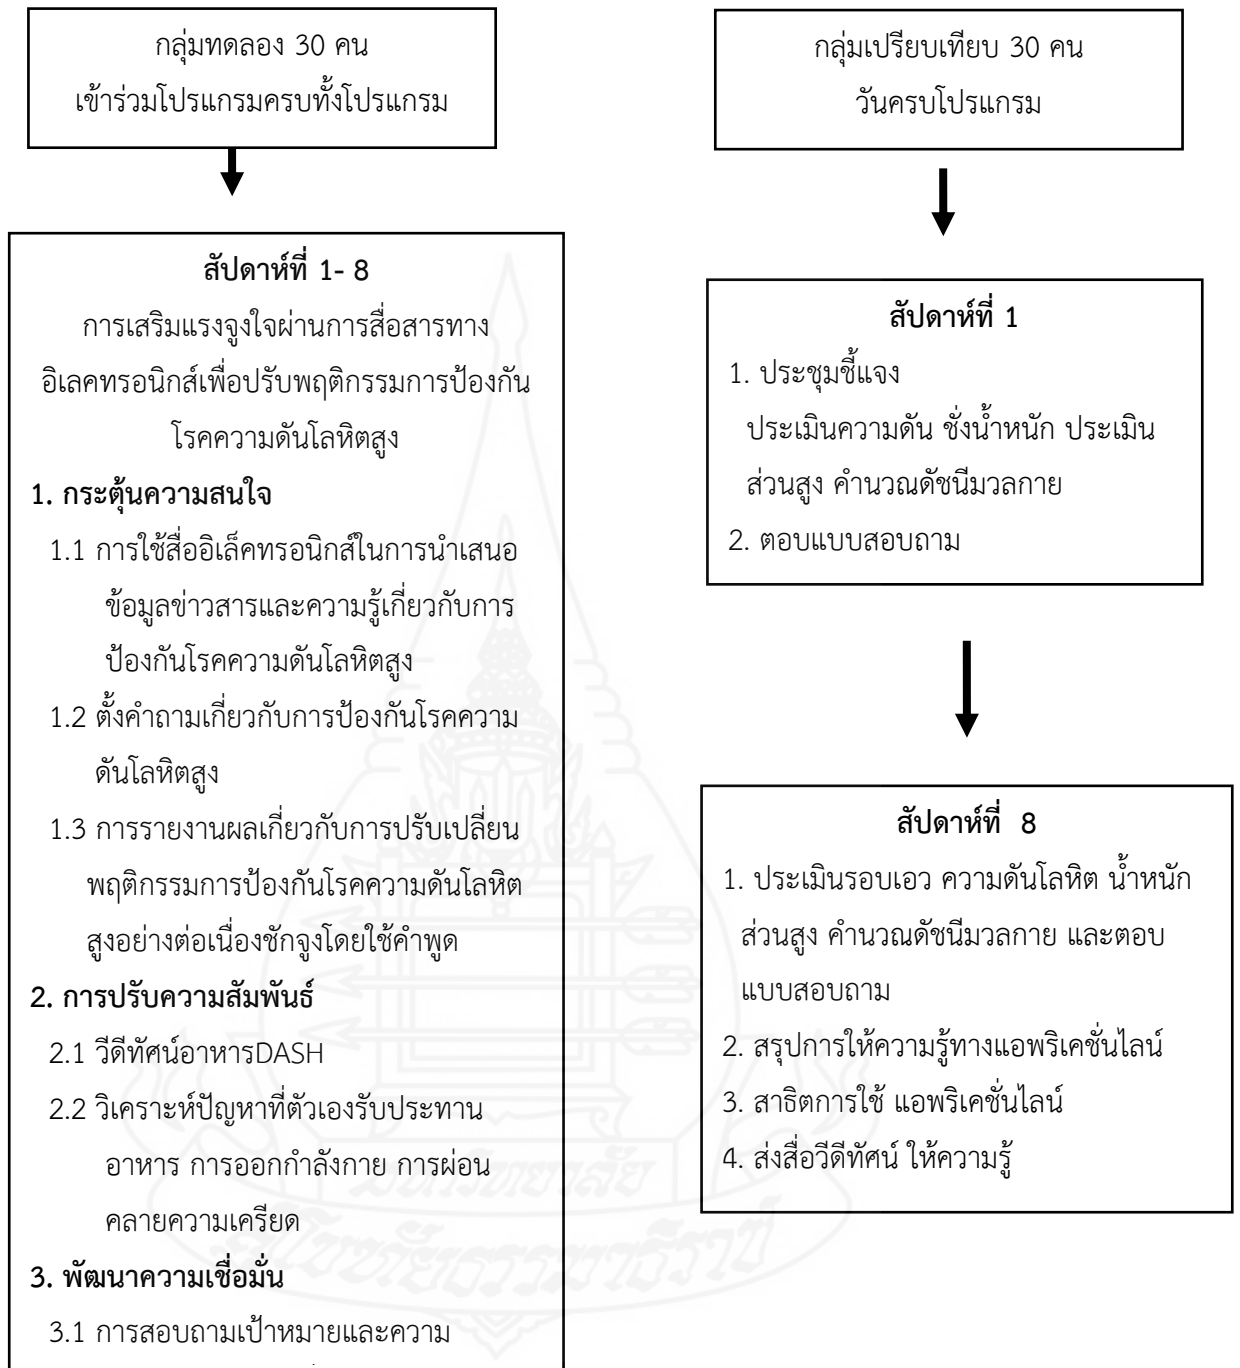 กลุ่มทดลอง 30 คน
เข้าร่วมโปรแกรมครบทั้งโปรแกรม
สัปดาห์ที่ 1- 8
การเสริมแรงจูงใจผ่านการสื่อสารทาง
อิเลคทรอนิกส์เพื่อปรับพฤติกรรมการป้องกัน
โรคความดันโลหิตสูง
1. กระตุ้นความสนใจ
1.1 การใช้สื่ออิเล็คทรอนิกส์ในการนำเสนอ
ข้อมูลข่าวสารและความรู้เกี่ยวกับการ
ป้องกันโรคความดันโลหิตสูง
1.2 ตั้งคำถามเกี่ยวกับการป้องกันโรคความ
ดันโลหิตสูง
1.3 การรายงานผลเกี่ยวกับการปรับเปลี่ยน
พฤติกรรมการป้องกันโรคความดันโลหิต
สูงอย่างต่อเนื่องชักจูงโดยใช้คำพูด
2. การปรับความสัมพันธ์
2.1 วีดีทัศน์อาหารDASH
2.2 วิเคราะห์ปัญหาที่ตัวเองรับประทาน
อาหาร การออกกำลังกาย การผ่อน
คลายความเครียด
3. พัฒนาความเชื่อมั่น
3.1 การสอบถามเป้าหมายและความ
กลุ่มเปรียบเทียบ 30 คน
วันครบโปรแกรม
สัปดาห์ที่ 1
1. ประชุมชี้แจง
ประเมินความดัน ชั่งน้ำหนัก ประเมิน
ส่วนสูง คำนวณดัชนีมวลกาย
2. ตอบแบบสอบถาม
สัปดาห์ที่ 8
1. ประเมินรอบเอว ความดันโลหิต น้ำหนัก
ส่วนสูง คำนวณดัชนีมวลกาย และตอบ
แบบสอบถาม
2. สรุปการให้ความรู้ทางแอพริเคชั่นไลน์
3. สาธิตการใช้ แอพริเคชั่นไลน์
4. ส่งสื่อวีดีทัศน์ ให้ความรู้
มหาวิทยาลัย
สุโขทัยธรรมาธิราช